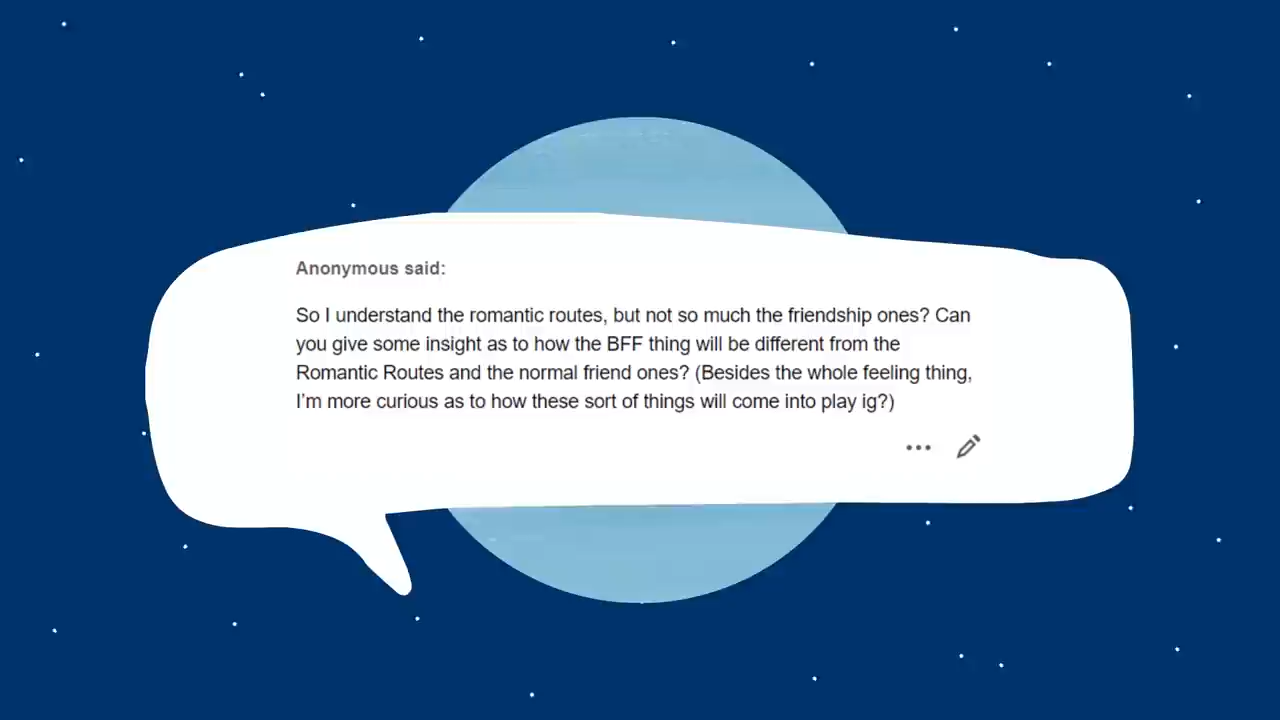 Anonymous said:
So I understand the romantic routes, but not so much the friendship ones? Can
you give some insight as to how the BFF thing will be different from the
Romantic Routes and the normal friend ones? (Besides the whole feeling thing,
I'm more curious as to how these sort of things will come into play ig?)